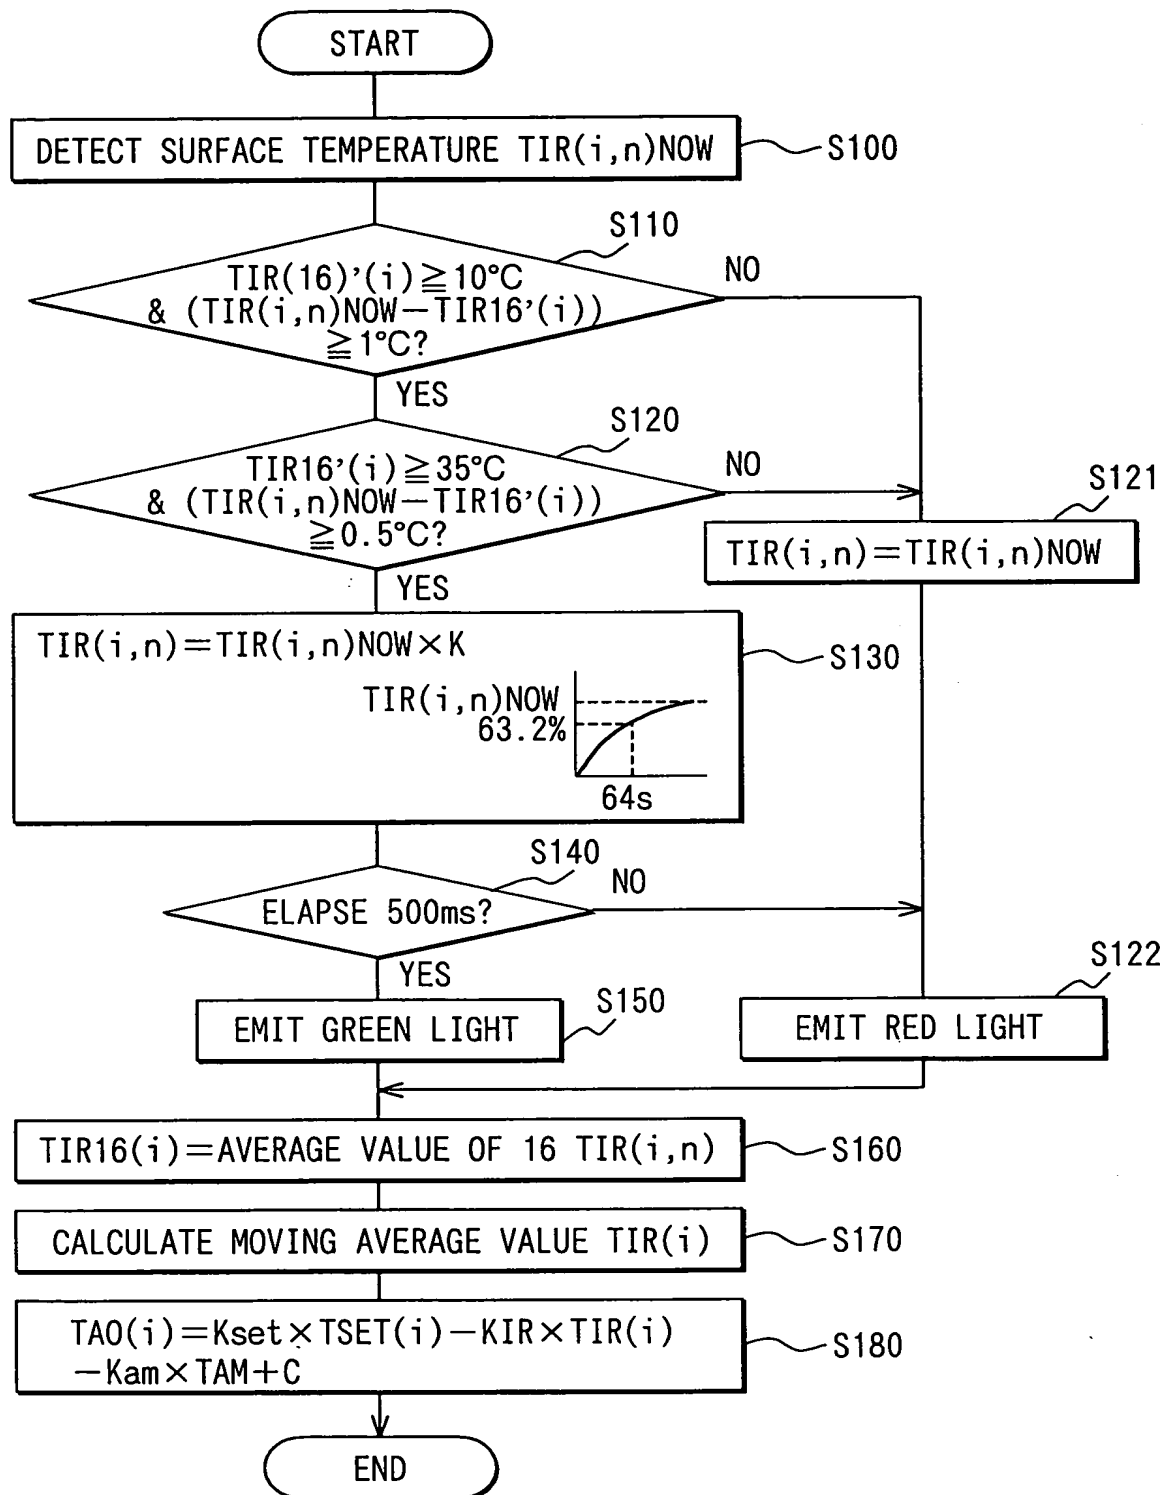 START
DETECT SURFACE TEMPERATURE TIR(i,n)NOW
S100
S110
TIR(16)'(i)≧10°C
& (TIR(i,n)NOW－TIR16'(i))
≧1°C?
NO
YES
S120
TIR16'(i)≧35°C
& (TIR(i,n)NOW－TIR16'(i))
≧0.5°C?
NO
YES
S121
TIR(i,n)＝TIR(i,n)NOW
TIR(i,n)＝TIR(i,n)NOW×K
S130
TIR(i,n)NOW
63.2%
64s
S140
ELAPSE 500ms?
NO
YES
S150
EMIT GREEN LIGHT
S122
EMIT RED LIGHT
TIR16(i)＝AVERAGE VALUE OF 16 TIR(i,n)
S160
CALCULATE MOVING AVERAGE VALUE TIR(i)
S170
TAO(i)＝Kset×TSET(i)－KIR×TIR(i)
－Kam×TAM＋C
S180
END